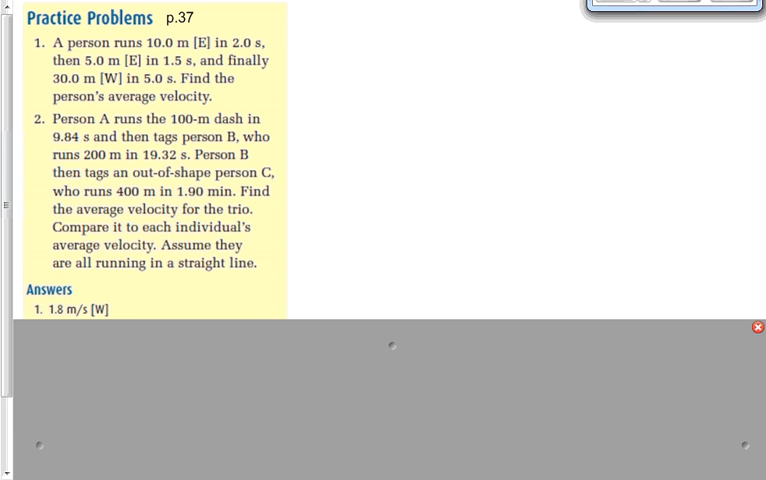 Practice Problems p.37
1. A person runs 10.0 m [E] in 2.0 s,
then 5.0 m [E] in 1.5 s, and finally
30.0 m [W] in 5.0 s. Find the
person's average velocity.
2. Person A runs the 100-m dash in
9.84 s and then tags person B, who
runs 200 m in 19.32 s. Person B
then tags an out-of-shape person C,
who runs 400 m in 1.90 min. Find
the average velocity for the trio.
Compare it to each individual's
average velocity. Assume they
are all running in a straight line.
Answers
1. 1.8 m/s [W]